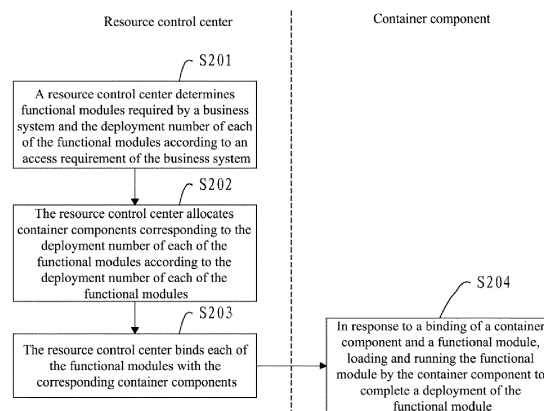 Resource control center
Container component
S201
A resource control center determines
functional modules required by a business
system and the deployment number of each
of the functional modules according to an
access requirement of the business system
S202
The resource control center allocates
container components corresponding to the
deployment number of each of the
functional modules according to the
deployment number of each of the
functional modules
S203
The resource control center binds each of
the functional modules with the
corresponding container components
S204
In response to a binding of a container
component and a functional module,
loading and running the functional
module by the container component to
complete a deployment of the
functional module